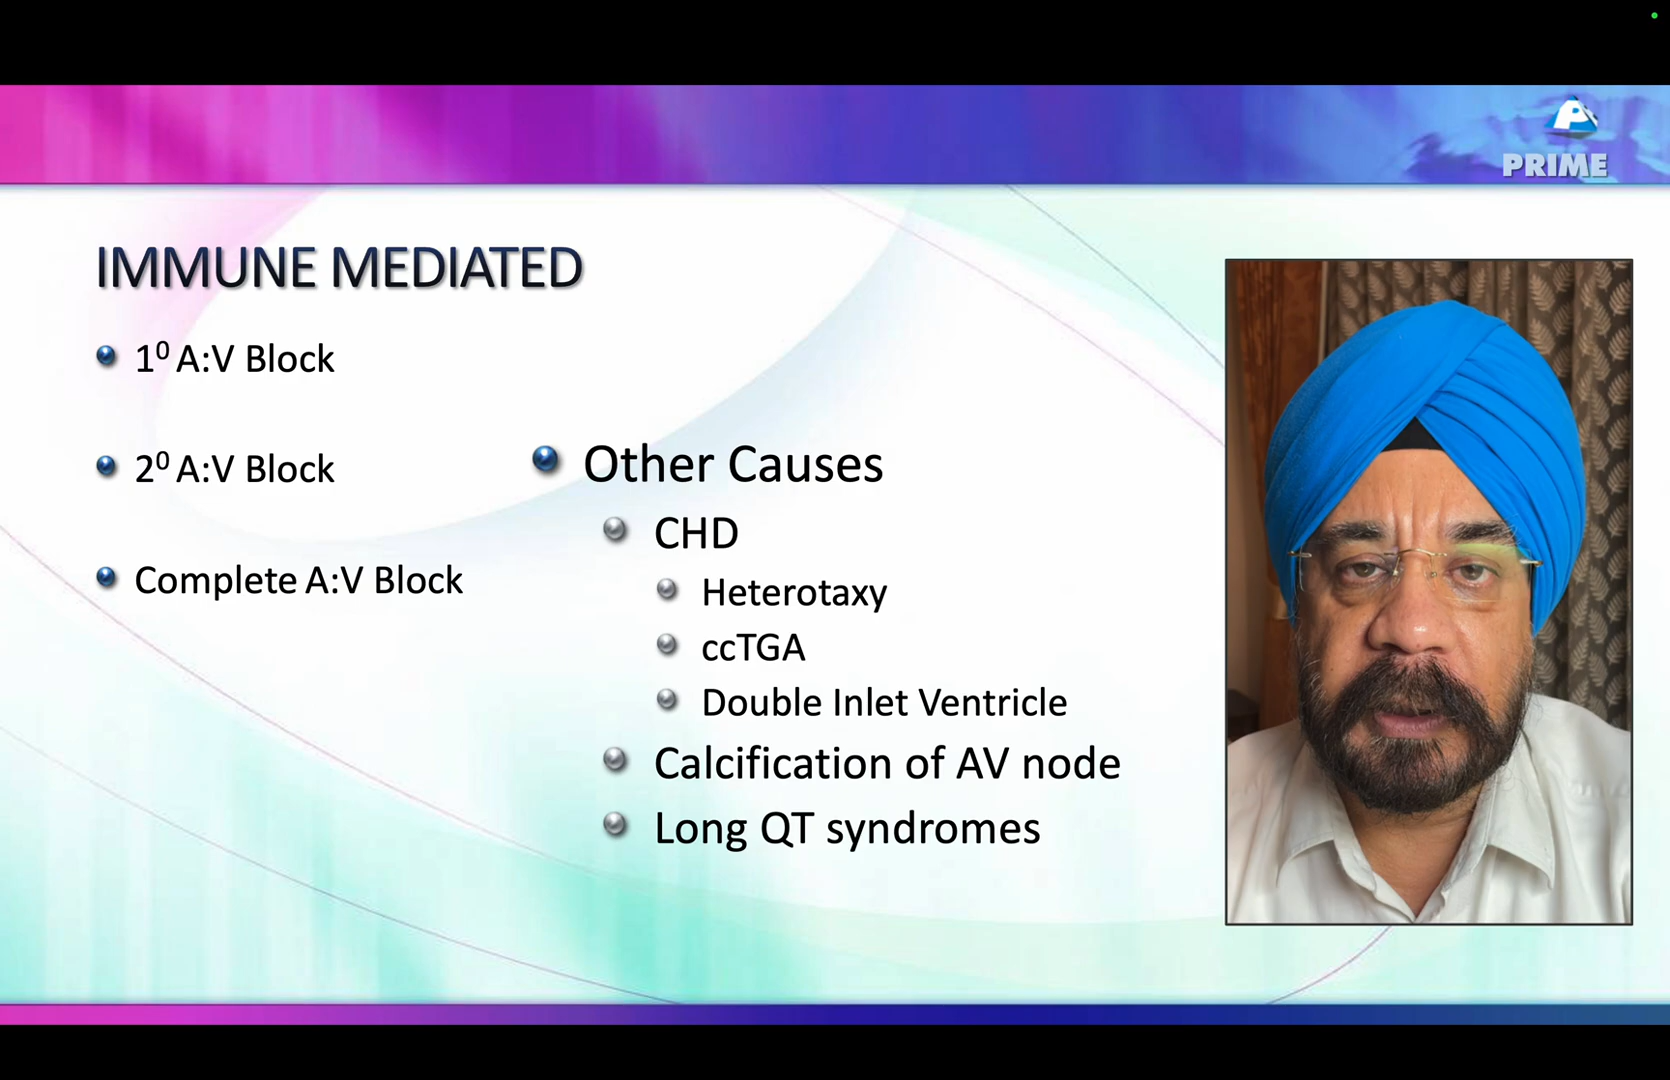 PRIME
IMMUNE MEDIATED
1⁰ A:V Block
2⁰ A:V Block
Complete A:V Block
Other Causes
CHD
Heterotaxy
ccTGA
Double Inlet Ventricle
Calcification of AV node
Long QT syndromes